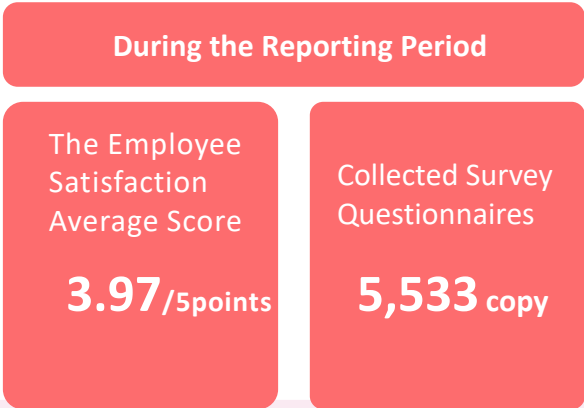 During the Reporting Period
The Employee
Satisfaction
Average Score
3.97/5points
Collected Survey
Questionnaires
5,533 copy